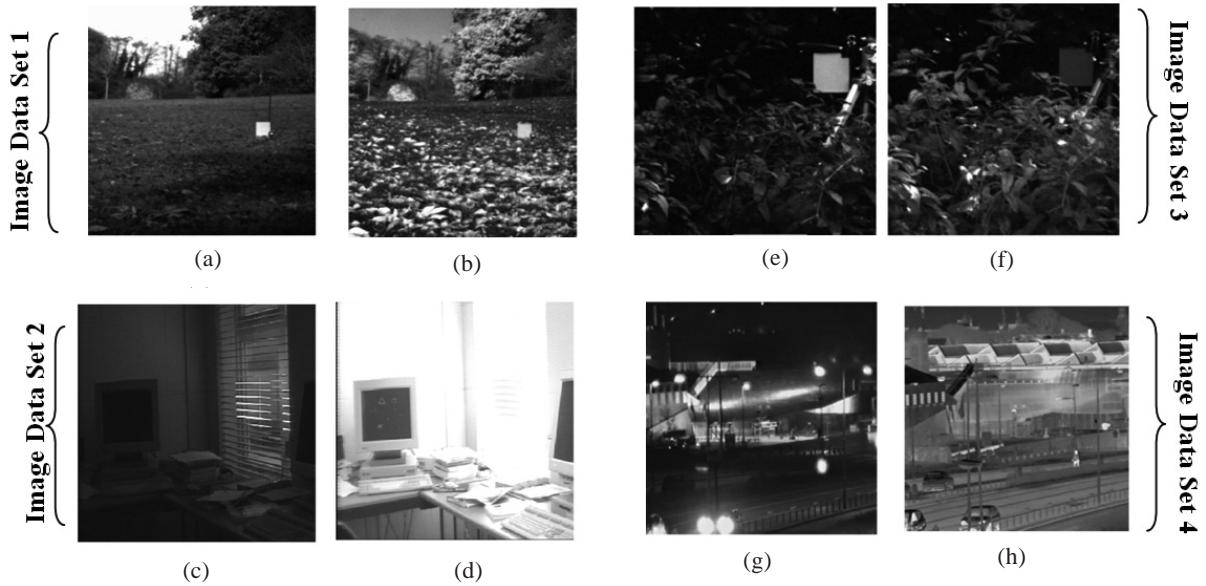 Image Data Set 1
(a)
(b)
Image Data Set 3
(e)
(f)
Image Data Set 2
(c)
(d)
Image Data Set 4
(g)
(h)